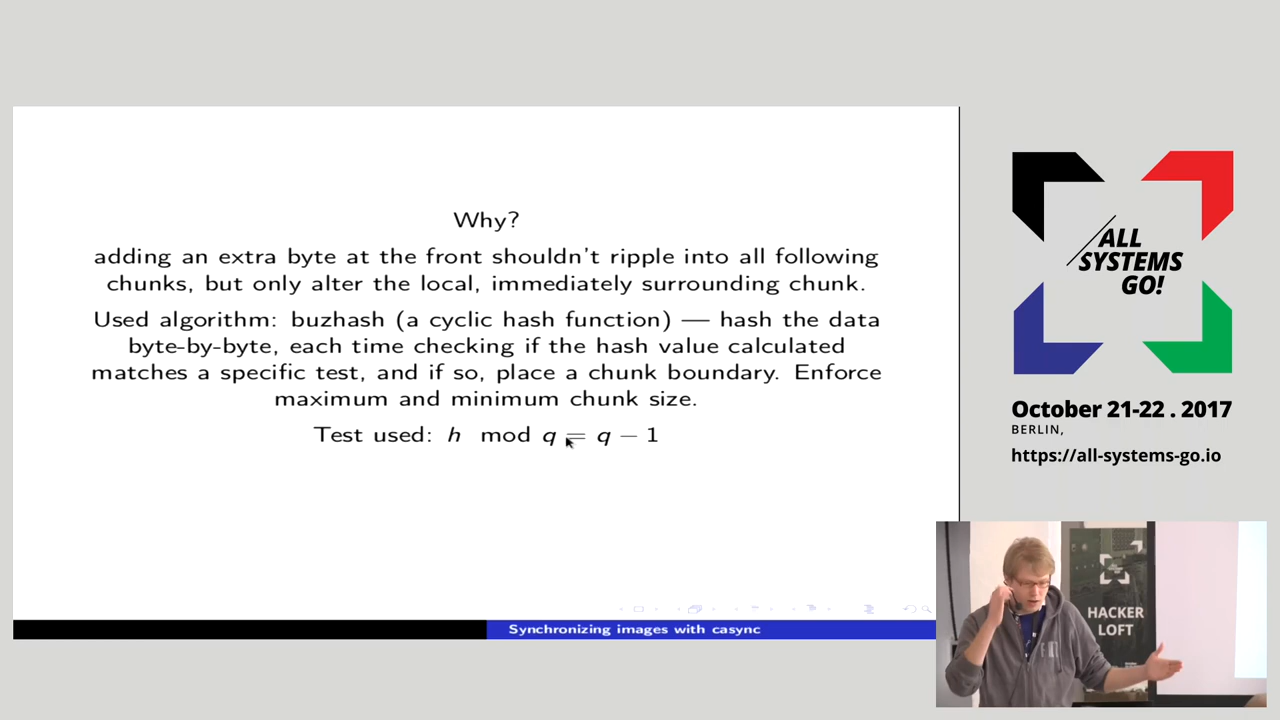 Why?
adding an extra byte at the front shouldn't ripple into all following
chunks, but only alter the local, immediately surrounding chunk.
Used algorithm: buzhash (a cyclic hash function) — hash the data
byte-by-byte, each time checking if the hash value calculated
matches a specific test, and if so, place a chunk boundary. Enforce
maximum and minimum chunk size.
Test used: h mod q = q − 1
Synchronizing images with casync
ALL
SYSTEMS
GO!
October 21-22 . 2017
BERLIN,
https://all-systems-go.io
HACKER
LOFT